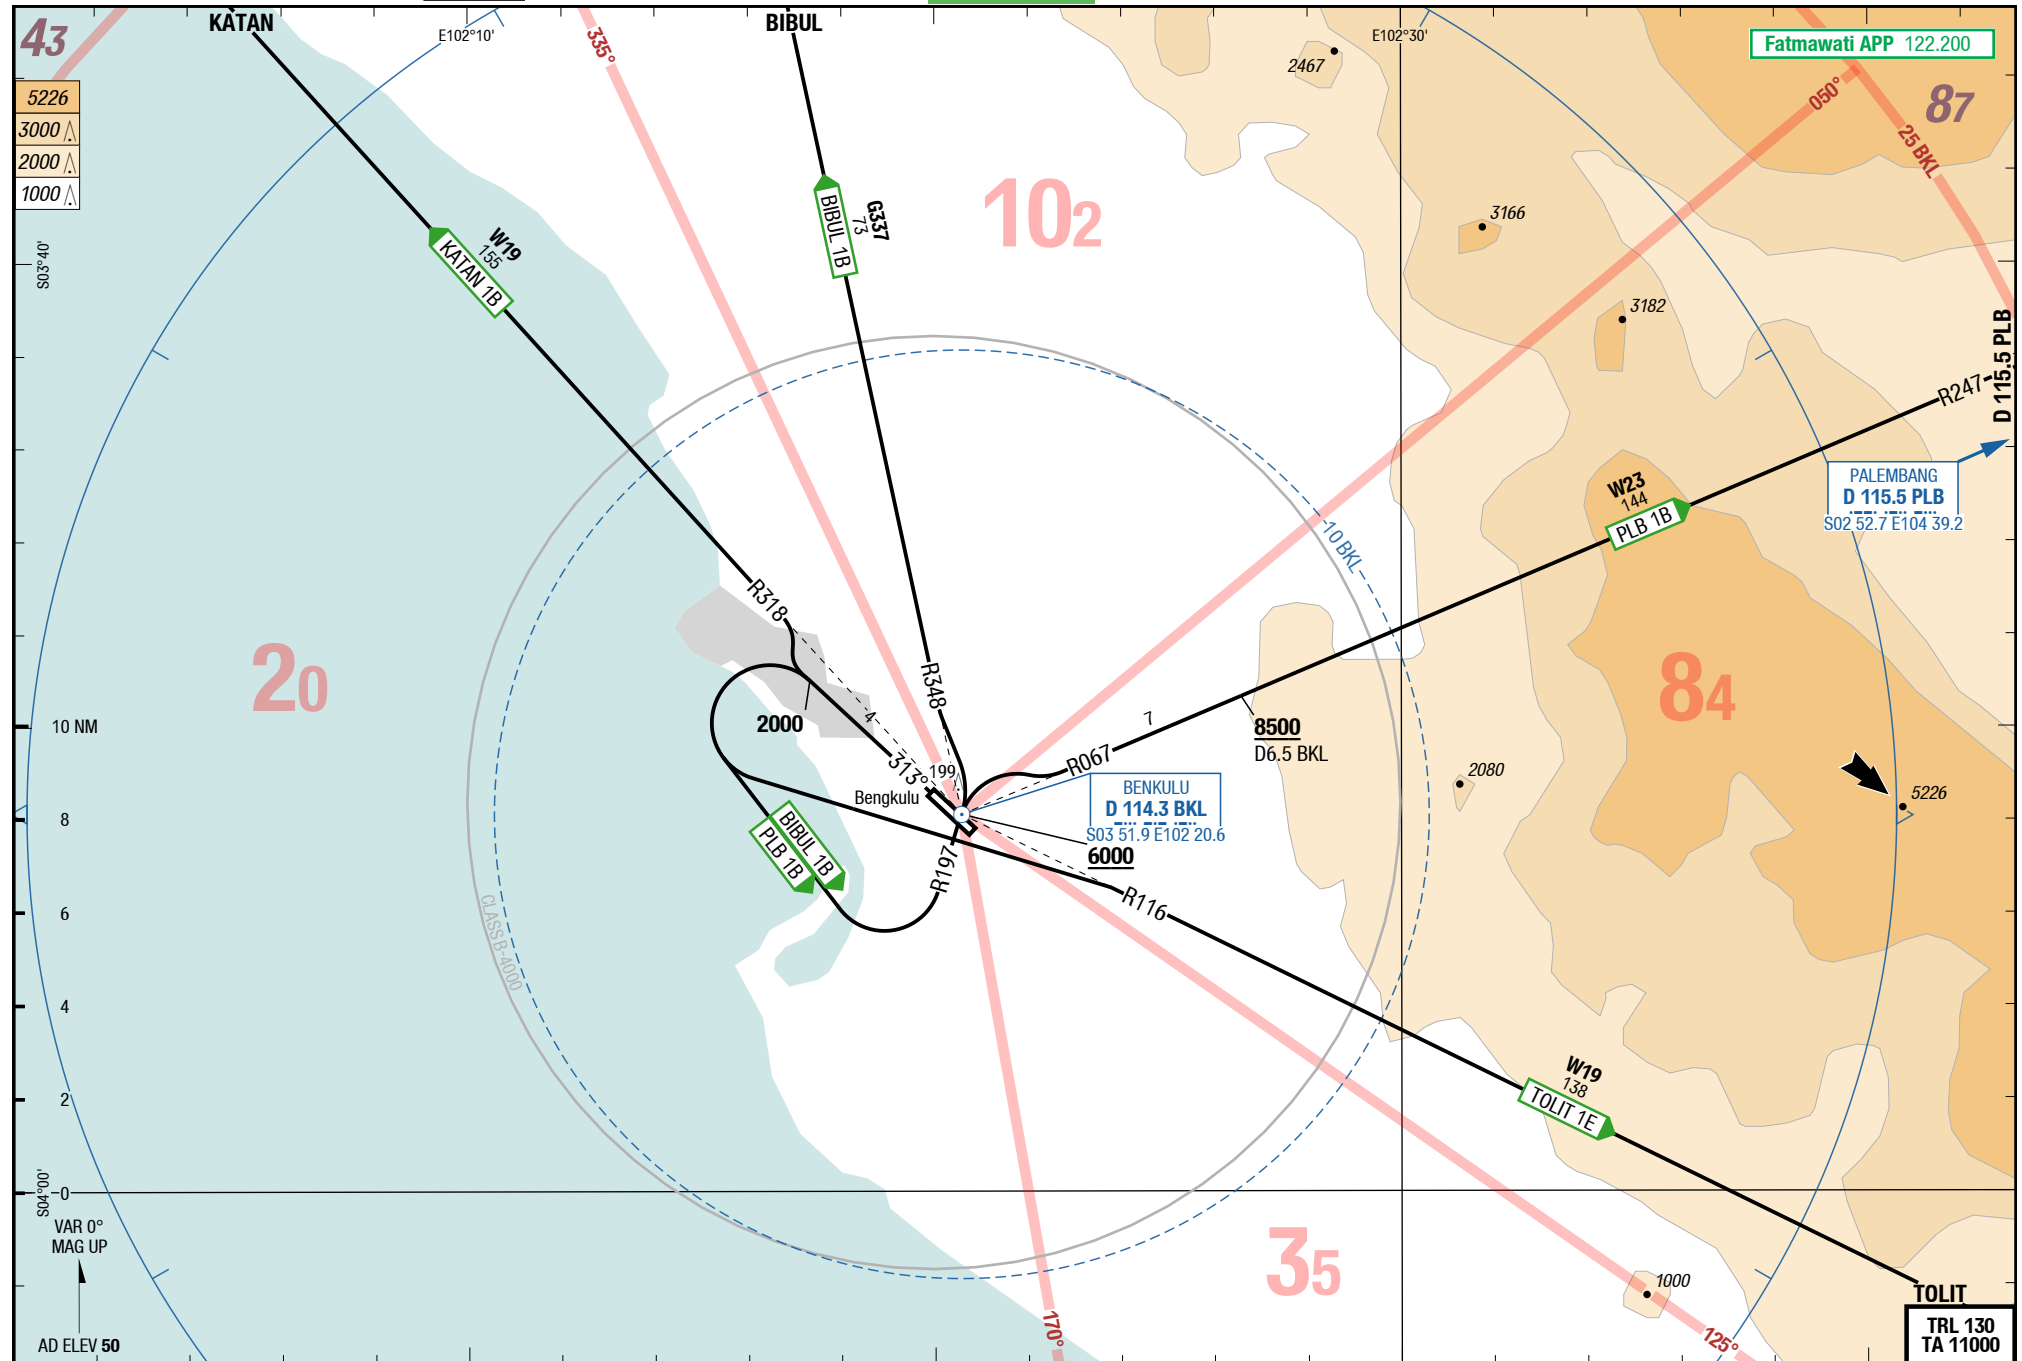 KATAN
BIBUL
43
E102°10'
335°
E102°30'
2467
Fatmawati APP 122.200
5226
3000
2000
1000
050°
87
25 BKL
102
3166
W19
155
KATAN 1B
G337
73
BIBUL 1B
S03°40'
3182
D 115.5 PLB
R247
PALEMBANG
D 115.5 PLB
S02 52.7 E104 39.2
W23
144
PLB 1B
10 BKL
R318
20
84
R348
2000
4
7
8500
D6.5 BKL
R067
10 NM
313°
199
Bengkulu
BENKULU
D 114.3 BKL
S03 51.9 E102 20.6
2080
5226
8
BIBUL 1B
PLB 1B
6000
R197
R116
6
CLASS B-4000
4
W19
138
TOLIT 1E
2
S04°00'
0
VAR 0°
MAG UP
35
1000
TOLIT
170°
125°
TRL 130
TA 11000
AD ELEV 50